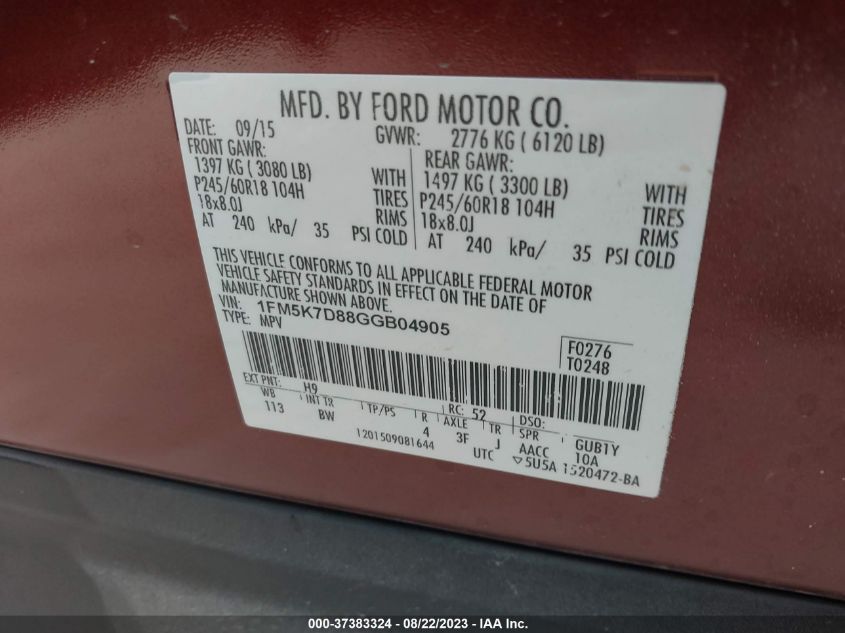 MFD. BY FORD MOTOR CO.
DATE: 09/15 GVWR: 2776 KG ( 6120 LB)
FRONT GAWR: REAR GAWR:
1397 KG ( 3080 LB) WITH 1497 KG ( 3300 LB) WITH
P245/60R18 104H TIRES P245/60R18 104H TIRES
18x8.0J RIMS 18x8.0J RIMS
AT 240 kPa/ 35 PSI COLD AT 240 kPa/ 35 PSI COLD
THIS VEHICLE CONFORMS TO ALL APPLICABLE FEDERAL MOTOR
VEHICLE SAFETY STANDARDS IN EFFECT ON THE DATE OF
MANUFACTURE SHOWN ABOVE.
VIN: 1FM5K7D88GGB04905
TYPE: MPV
F0276
T0248
EXT PNT: H9 RC: 52 DSO:
WB INT TR TP/PS R AXLE TR SPR GUB1Y
113 BW 4 3F J AACC 10A
1201509081644 UTC ▽5U5A 1520472-BA
000-37383324 - 08/22/2023 - IAA Inc.